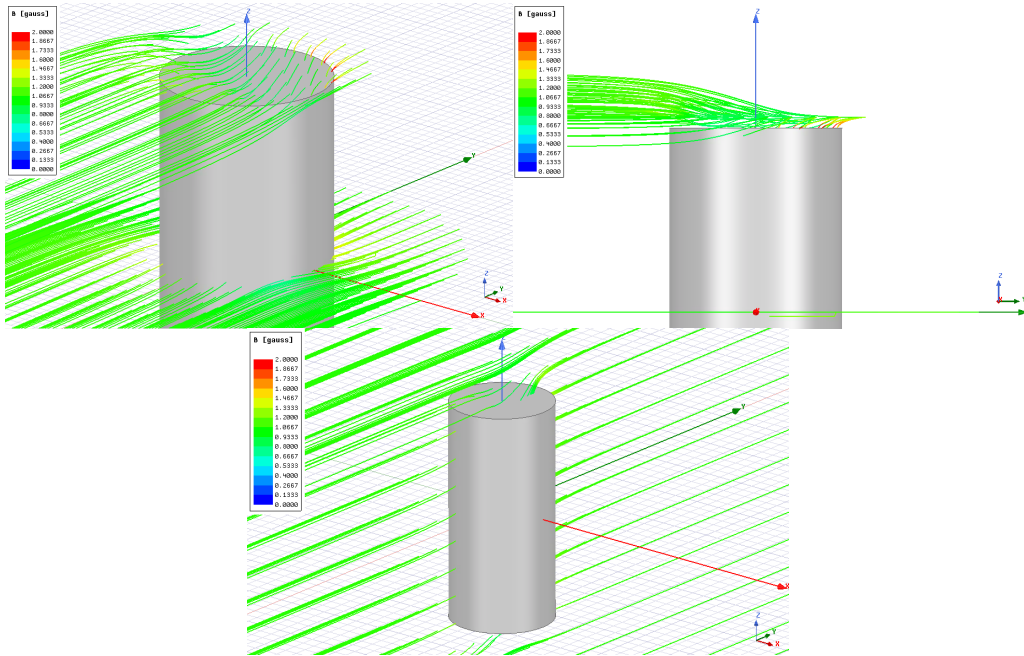 B [gauss]
2.0000
1.8667
1.7333
1.6000
1.4667
1.3333
1.2000
1.0667
0.9333
0.8000
0.6667
0.5333
0.4000
0.2667
0.1333
0.0000
Z
Y
X
Z
Y
X
B [gauss]
2.0000
1.8667
1.7333
1.6000
1.4667
1.3333
1.2000
1.0667
0.9333
0.8000
0.6667
0.5333
0.4000
0.2667
0.1333
0.0000
Z
Z
Y
B [gauss]
2.0000
1.8667
1.7333
1.6000
1.4667
1.3333
1.2000
1.0667
0.9333
0.8000
0.6667
0.5333
0.4000
0.2667
0.1333
0.0000
Z
Y
X
Z
Y
X